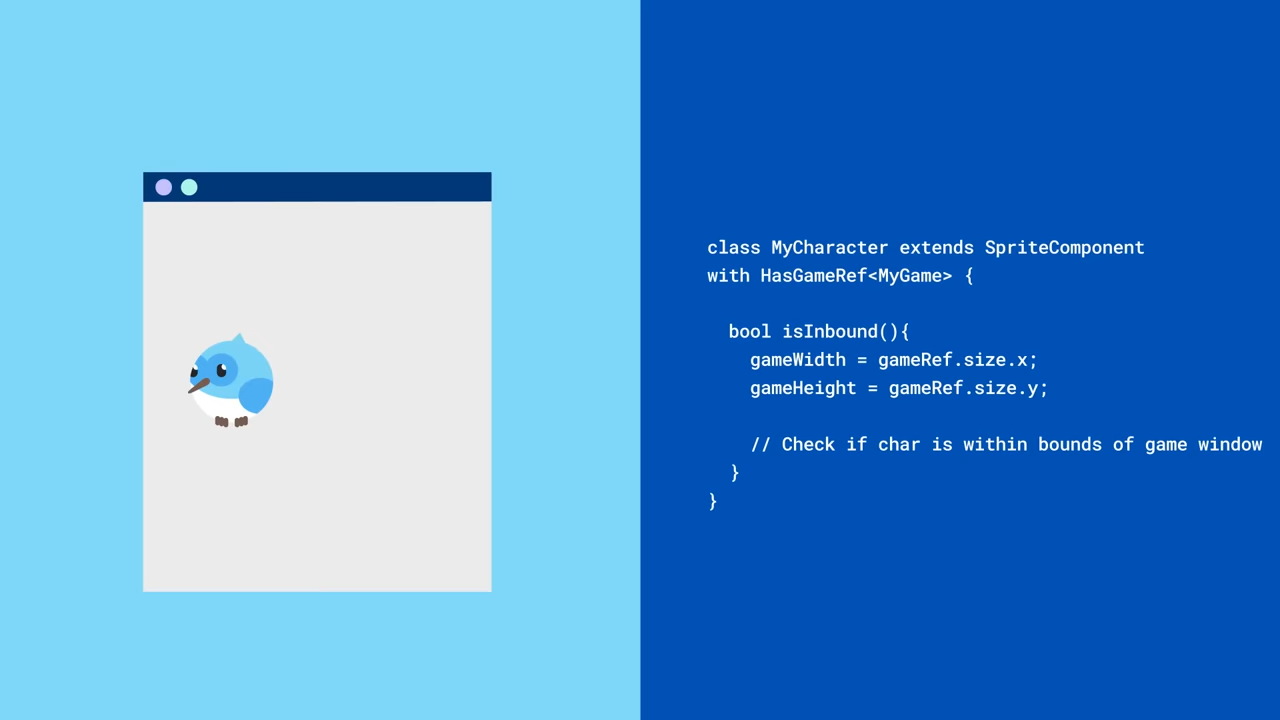 class MyCharacter extends SpriteComponent
with HasGameRef<MyGame> {
bool isInbound(){
gameWidth = gameRef.size.x;
gameHeight = gameRef.size.y;
// Check if char is within bounds of game window
}
}